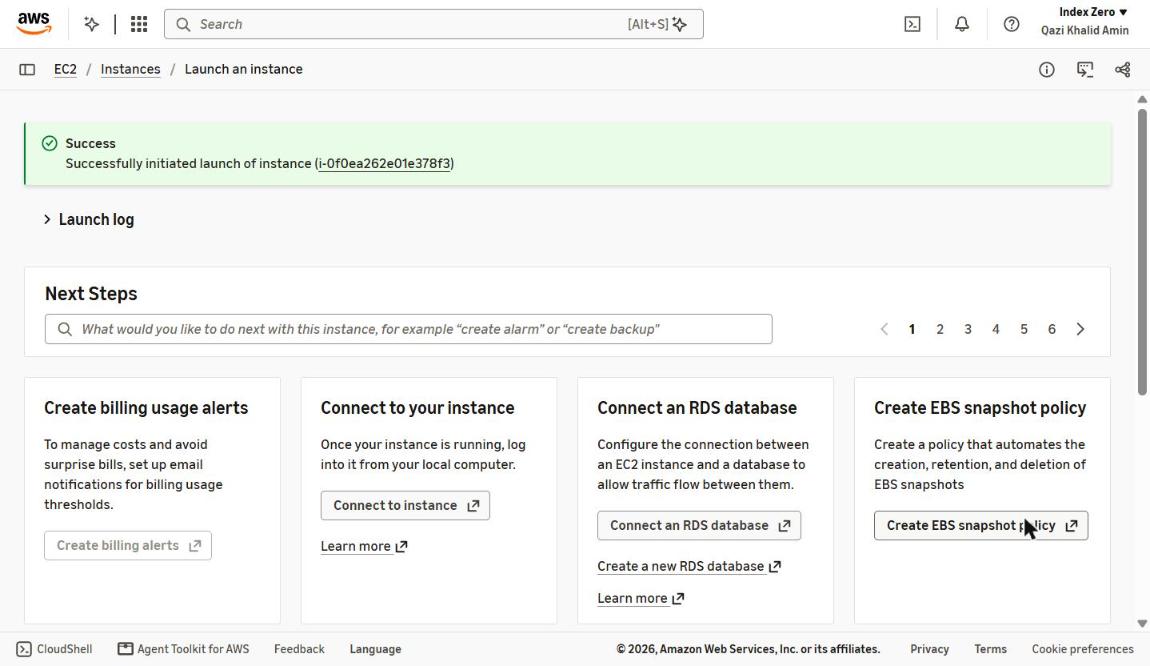 aws
Search
[Alt+S]
Index Zero
Qazi Khalid Amin
EC2 / Instances / Launch an instance
Success
Successfully initiated launch of instance (i-0f0ea262e01e378f3)
Launch log
Next Steps
What would you like to do next with this instance, for example “create alarm” or “create backup”
1 2 3 4 5 6
Create billing usage alerts
To manage costs and avoid
surprise bills, set up email
notifications for billing usage
thresholds.
Create billing alerts
Connect to your instance
Once your instance is running, log
into it from your local computer.
Connect to instance
Learn more
Connect an RDS database
Configure the connection between
an EC2 instance and a database to
allow traffic flow between them.
Connect an RDS database
Create a new RDS database
Learn more
Create EBS snapshot policy
Create a policy that automates the
creation, retention, and deletion of
EBS snapshots
Create EBS snapshot policy
CloudShell
Agent Toolkit for AWS
Feedback
Language
© 2026, Amazon Web Services, Inc. or its affiliates.
Privacy
Terms
Cookie preferences